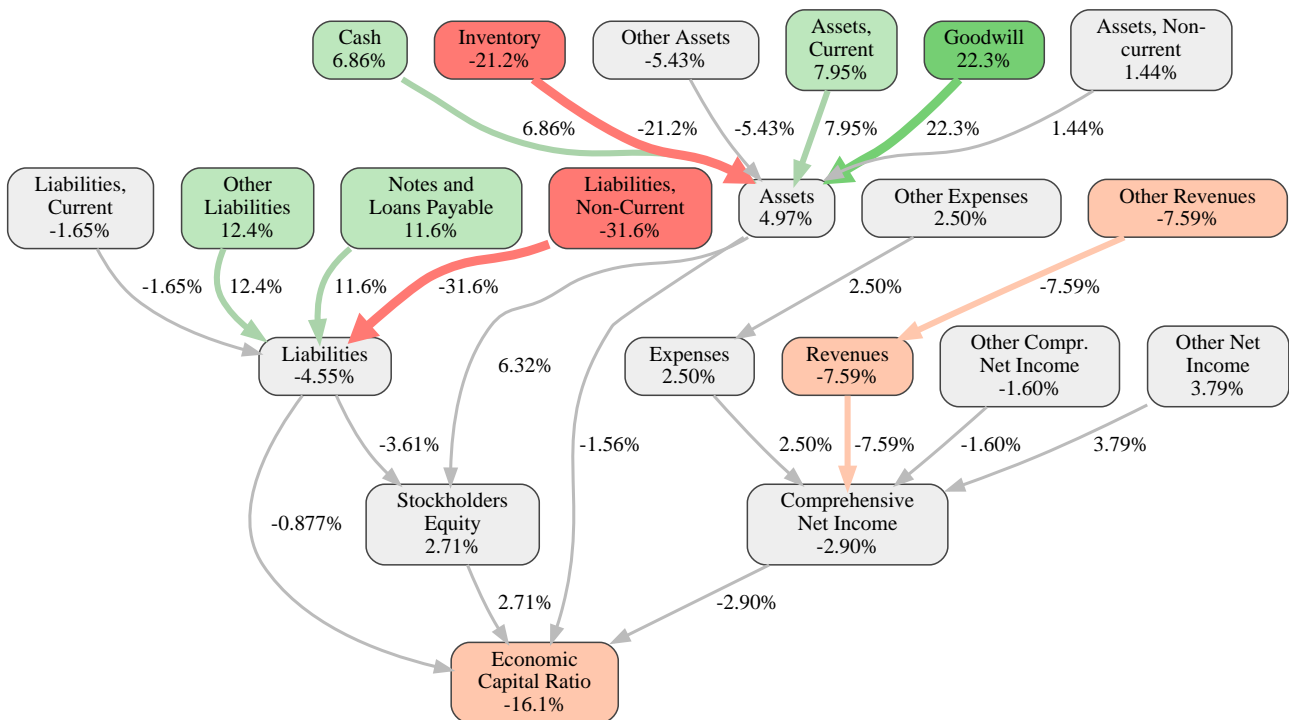 Cash
6.86%
Inventory
-21.2%
Other Assets
-5.43%
Assets,
Current
7.95%
Goodwill
22.3%
Assets, Non-
current
1.44%
6.86%
-21.2%
-5.43%
7.95%
22.3%
1.44%
Liabilities,
Current
-1.65%
Other
Liabilities
12.4%
Notes and
Loans Payable
11.6%
Liabilities,
Non-Current
-31.6%
Assets
4.97%
Other Expenses
2.50%
Other Revenues
-7.59%
-1.65%
12.4%
11.6%
-31.6%
2.50%
-7.59%
Liabilities
-4.55%
6.32%
Expenses
2.50%
Revenues
-7.59%
Other Compr.
Net Income
-1.60%
Other Net
Income
3.79%
-3.61%
-1.56%
2.50%
-7.59%
-1.60%
3.79%
-0.877%
Stockholders
Equity
2.71%
Comprehensive
Net Income
-2.90%
2.71%
-2.90%
Economic
Capital Ratio
-16.1%